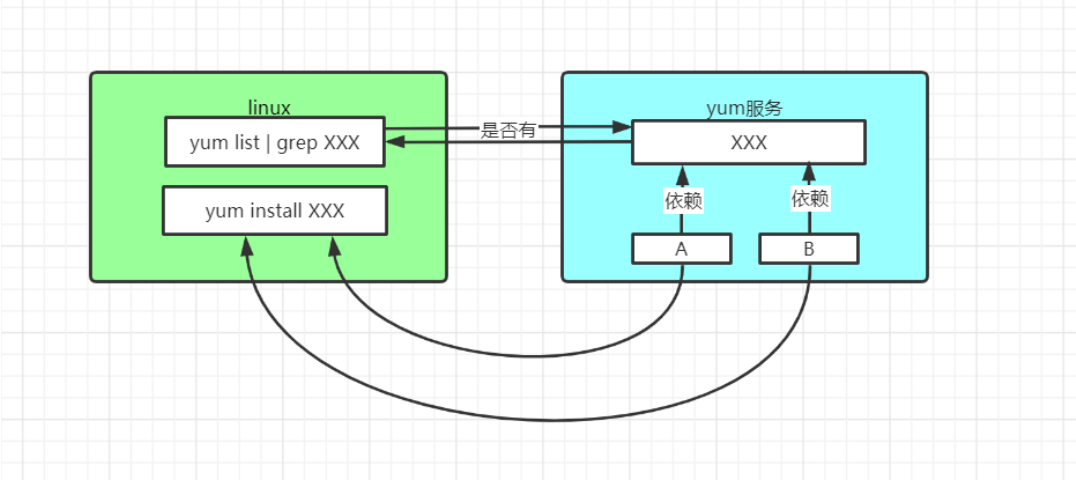 linux
yum list | grep XXX
yum install XXX
是否有
yum服务
XXX
依赖
依赖
A
B